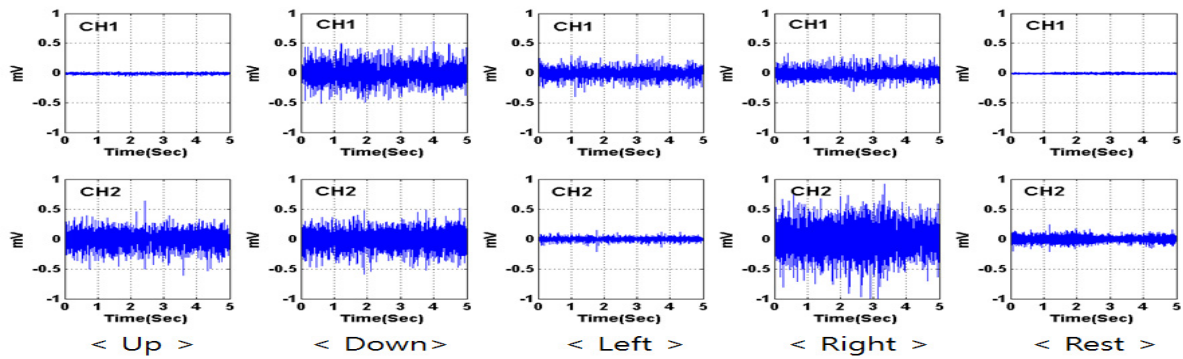 1 CH1 0.5 0 -0.5 -1 mV 0 1 2 3 4 5 Time(Sec)
1 CH1 0.5 0 -0.5 -1 mV 0 1 2 3 4 5 Time(Sec)
1 CH1 0.5 0 -0.5 -1 mV 0 1 2 3 4 5 Time(Sec)
1 CH1 0.5 0 -0.5 -1 mV 0 1 2 3 4 5 Time(Sec)
1 CH1 0.5 0 -0.5 -1 mV 0 1 2 3 4 5 Time(Sec)
1 CH2 0.5 0 -0.5 -1 mV 0 1 2 3 4 5 Time(Sec)
1 CH2 0.5 0 -0.5 -1 mV 0 1 2 3 4 5 Time(Sec)
1 CH2 0.5 0 -0.5 -1 mV 0 1 2 3 4 5 Time(Sec)
1 CH2 0.5 0 -0.5 -1 mV 0 1 2 3 4 5 Time(Sec)
1 CH2 0.5 0 -0.5 -1 mV 0 1 2 3 4 5 Time(Sec)
< Up > < Down> < Left > < Right > < Rest >